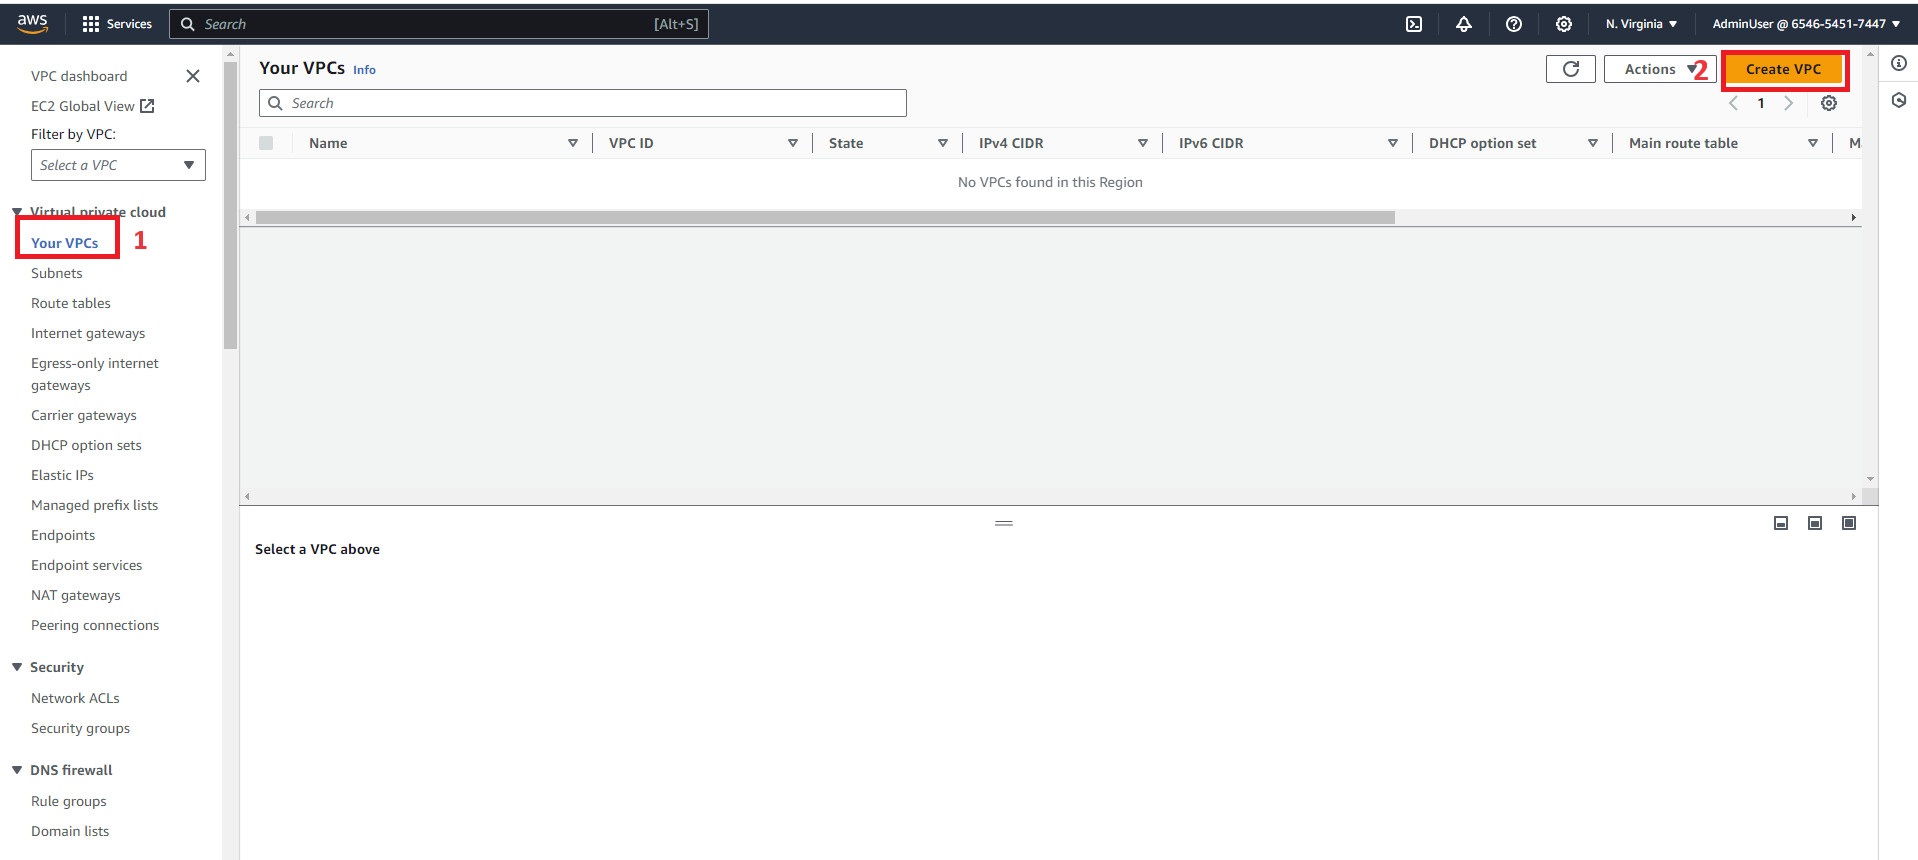 aws Services Search [Alt+S] N. Virginia AdminUser @ 6546-5451-7447
VPC dashboard
EC2 Global View
Filter by VPC:
Select a VPC
Virtual private cloud
Your VPCs 1
Subnets
Route tables
Internet gateways
Egress-only internet
gateways
Carrier gateways
DHCP option sets
Elastic IPs
Managed prefix lists
Endpoints
Endpoint services
NAT gateways
Peering connections
Security
Network ACLs
Security groups
DNS firewall
Rule groups
Domain lists
Your VPCs Info Actions 2 Create VPC
Search 1
Name VPC ID State IPv4 CIDR IPv6 CIDR DHCP option set Main route table M
No VPCs found in this Region
Select a VPC above